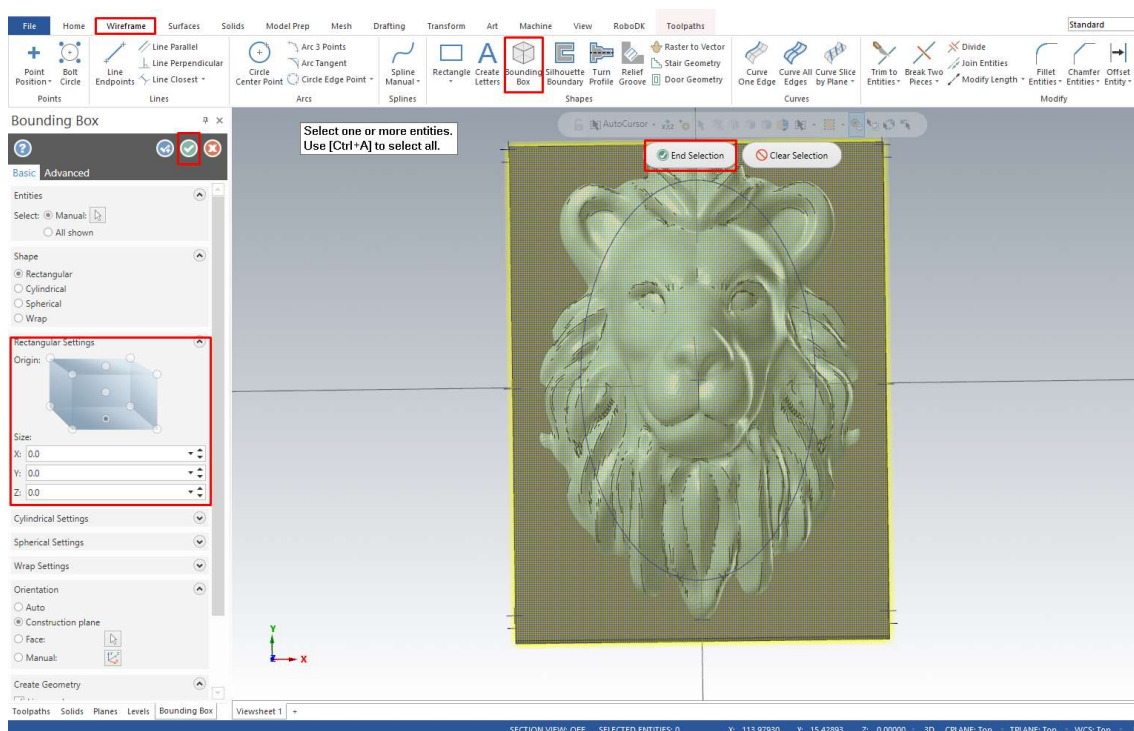 File Home Wireframe Surfaces Solids Model Prep Mesh Drafting Transform Art Machine View RoboDK Toolpaths Standard
Point Position Bolt Circle
Line Endpoints Line Parallel
Line Perpendicular
Line Closest
Circle Center Point Arc 3 Points
Arc Tangent
Circle Edge Point
Spline Manual
Rectangle Create Letters Bounding Box Silhouette Boundary Turn Profile Relief Groove
Raster to Vector
Stair Geometry
Door Geometry
Curve One Edge Curve All Edges Curve Slice by Plane
Trim to Entities Break Two Pieces
Divide
Join Entities
Modify Length
Fillet Entities Chamfer Entities Offset Entity
Points Lines Arcs Splines Shapes Curves Modify
Bounding Box
Basic Advanced
Entities
Select: Manual:
All shown
Shape
Rectangular
Cylindrical
Spherical
Wrap
Rectangular Settings
Origin:
Size:
X: 0.0
Y: 0.0
Z: 0.0
Cylindrical Settings
Spherical Settings
Wrap Settings
Orientation
Auto
Construction plane
Face:
Manual:
Create Geometry
Toolpaths Solids Planes Levels Bounding Box
AutoCursor
Select one or more entities.
Use [Ctrl+A] to select all.
End Selection Clear Selection
Y
Z X
Viewsheet 1 +
SECTION VIEW: OFF SELECTED ENTITIES: 0 X: 113.97930 Y: 15.42893 Z: 0.00000 3D CPLANE: Top TPLANE: Top WCS: Top